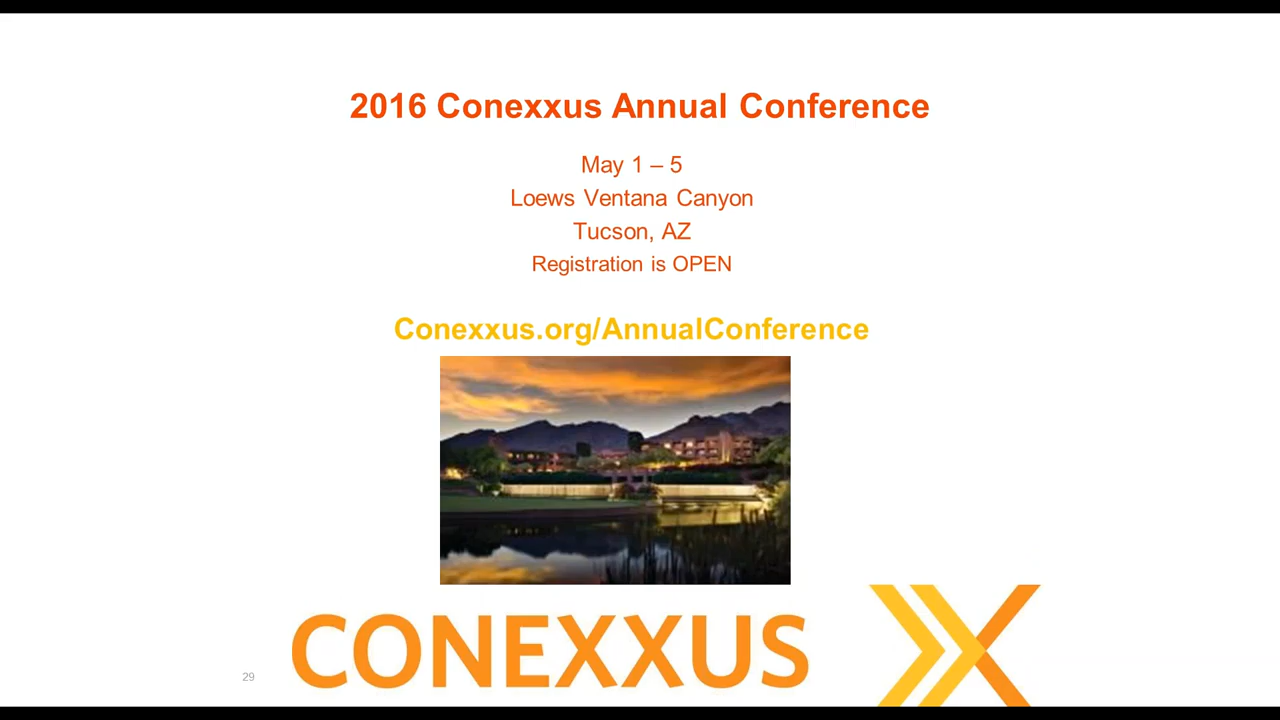 2016 Conexxus Annual Conference
May 1 – 5
Loews Ventana Canyon
Tucson, AZ
Registration is OPEN
Conexxus.org/AnnualConference
CONEXXUS
29